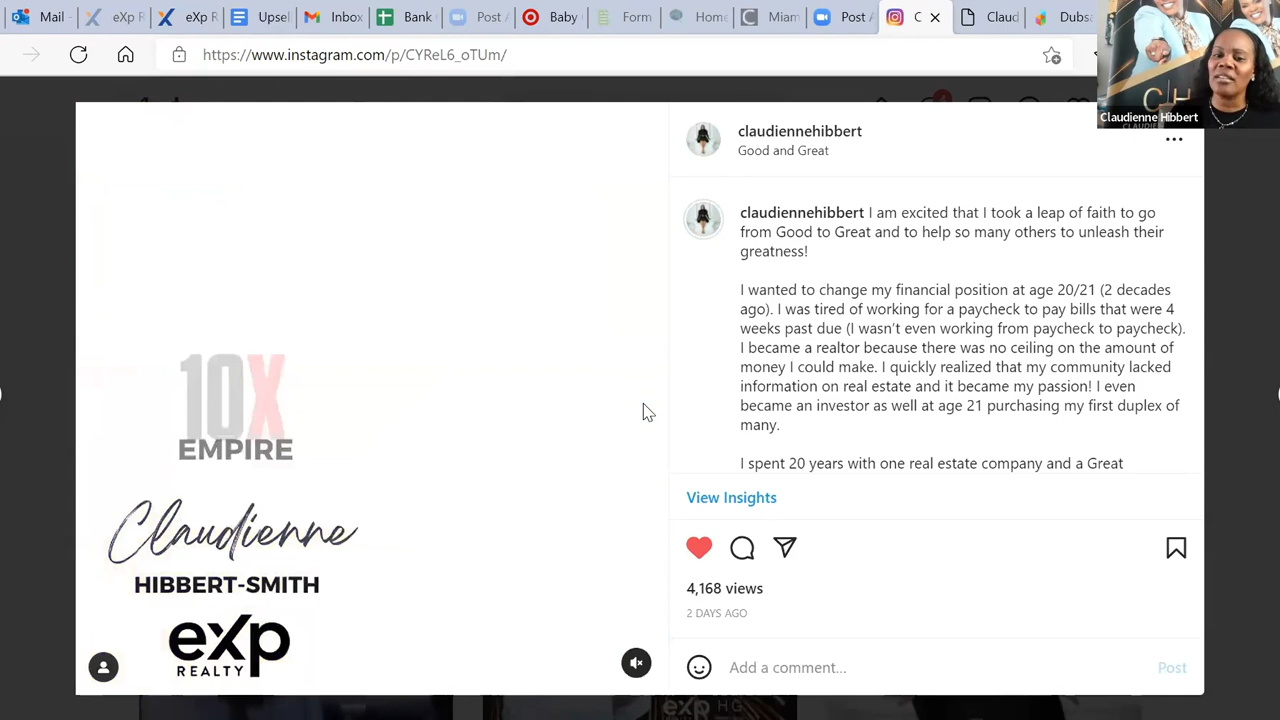 Mail -
eXp R
eXp R
Upsel
Inbox
Bank
Post A
Baby
Form
Home
Miam
Post A
C
Claud
Dubsa
https://www.instagram.com/p/CYReL6_oTUm/
CH
Claudienne Hibbert
claudiennehibbert
Good and Great
claudiennehibbert I am excited that I took a leap of faith to go
from Good to Great and to help so many others to unleash their
greatness!
I wanted to change my financial position at age 20/21 (2 decades
ago). I was tired of working for a paycheck to pay bills that were 4
weeks past due (I wasn’t even working from paycheck to paycheck).
I became a realtor because there was no ceiling on the amount of
money I could make. I quickly realized that my community lacked
information on real estate and it became my passion! I even
became an investor as well at age 21 purchasing my first duplex of
many.
I spent 20 years with one real estate company and a Great
View Insights
4,168 views
2 DAYS AGO
Add a comment...
Post
10X
EMPIRE
Claudienne
HIBBERT-SMITH
eXp
REALTY
exp
HG